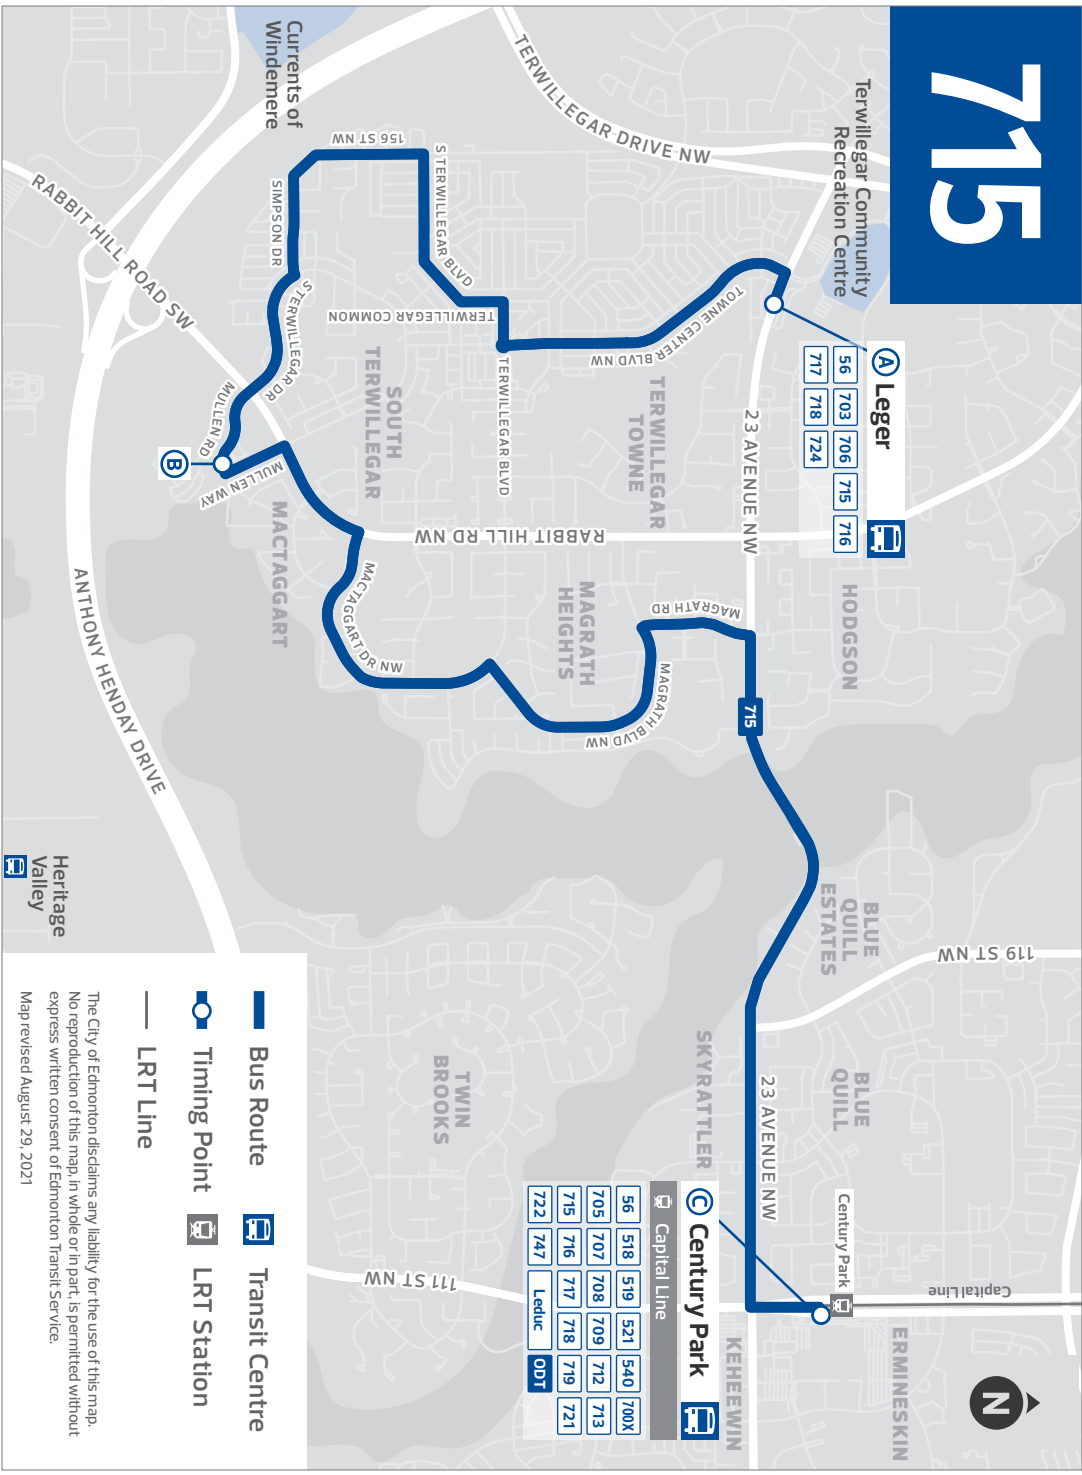 715
Terwillegar Community
Recreation Centre
Currents of
Windemere
TERWILLEGAR DRIVE NW
156 ST NW
S TERWILLEGAR BLVD
SIMPSON DR
RABBIT HILL ROAD SW
S TERWILLEGAR DR
TERWILLEGAR COMMON
TOWNE CENTER BLVD NW
TERWILLEGAR BLVD
MULLEN RD
MULLEN WAY
B
A Leger
56 703 706 715 716
717 718 724
23 AVENUE NW
TERWILLEGAR
TOWNE
SOUTH
TERWILLEGAR
MACTAGGART
RABBIT HILL RD NW
MACTAGGART DR NW
MAGRATH
HEIGHTS
MAGRATH RD
MAGRATH BLVD NW
HODGSON
715
ANTHONY HENDAY DRIVE
Heritage
Valley
BLUE
QUILL
ESTATES
119 ST NW
BLUE
QUILL
SKYRATTLER
23 AVENUE NW
TWIN
BROOKS
111 ST NW
Century Park
Capital Line
C Century Park
Capital Line
56 518 519 521 540 700X
705 707 708 709 712 713
715 716 717 718 719 721
722 747 Leduc ODT
KEHEEWIN
ERMINESKIN
N
Bus Route
Transit Centre
Timing Point
LRT Station
LRT Line
The City of Edmonton disclaims any liability for the use of this map.
No reproduction of this map, in whole or in part, is permitted without
express written consent of Edmonton Transit Service.
Map revised August 29, 2021